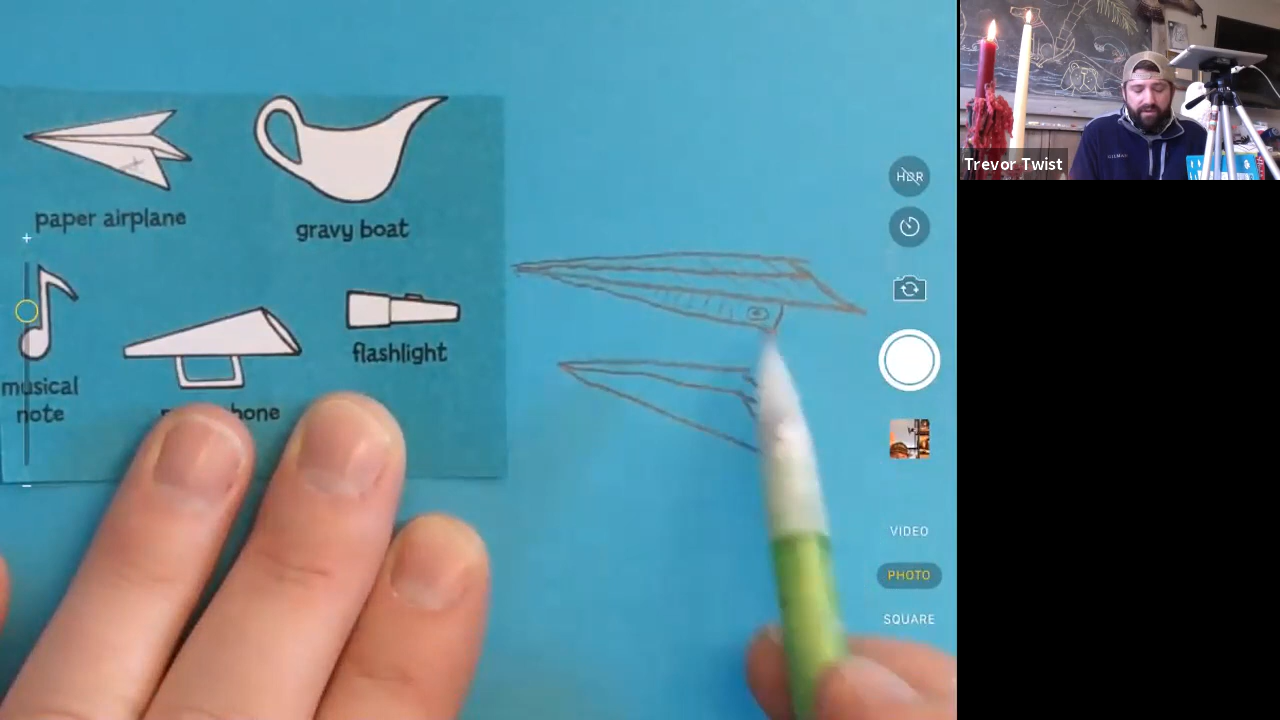 paper airplane
gravy boat
musical
note
flashlight
HDR
VIDEO
PHOTO
SQUARE
Trevor Twist